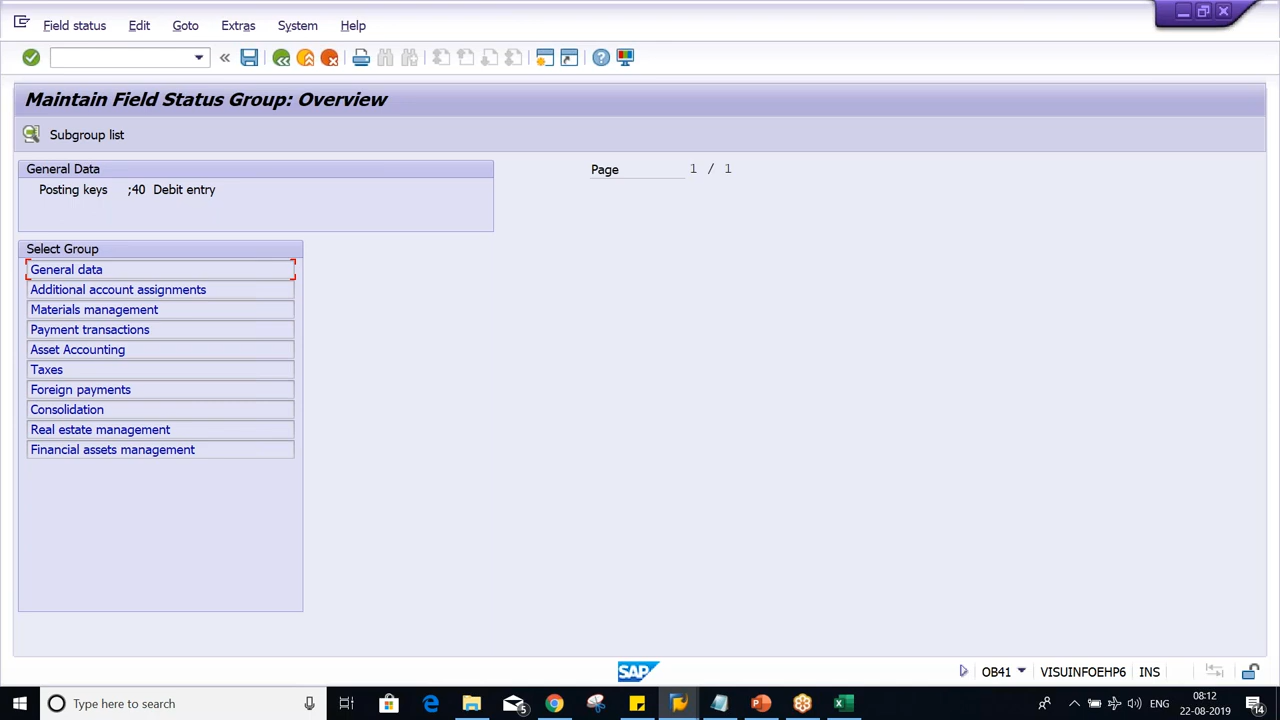 Field status Edit Goto Extras System Help
Maintain Field Status Group: Overview
Subgroup list
General Data
Page 1 / 1
Posting keys ;40 Debit entry
Select Group
General data
Additional account assignments
Materials management
Payment transactions
Asset Accounting
Taxes
Foreign payments
Consolidation
Real estate management
Financial assets management
SAP OB41 VISUINFOEHP6 INS
Type here to search
5
ENG
08:12
22-08-2019
14